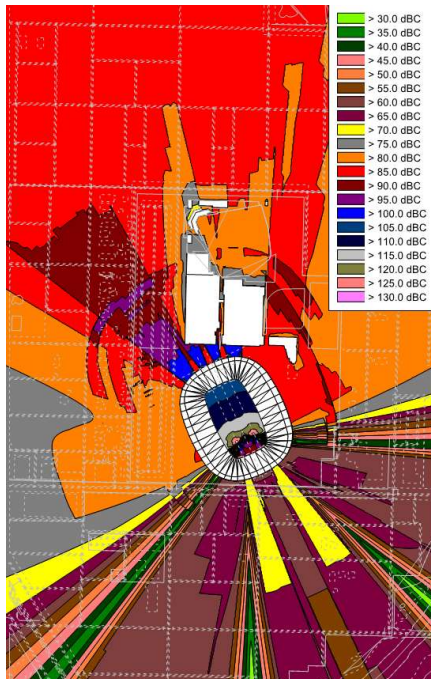 > 30.0 dBC
> 35.0 dBC
> 40.0 dBC
> 45.0 dBC
> 50.0 dBC
> 55.0 dBC
> 60.0 dBC
> 65.0 dBC
> 70.0 dBC
> 75.0 dBC
> 80.0 dBC
> 85.0 dBC
> 90.0 dBC
> 95.0 dBC
> 100.0 dBC
> 105.0 dBC
> 110.0 dBC
> 115.0 dBC
> 120.0 dBC
> 125.0 dBC
> 130.0 dBC